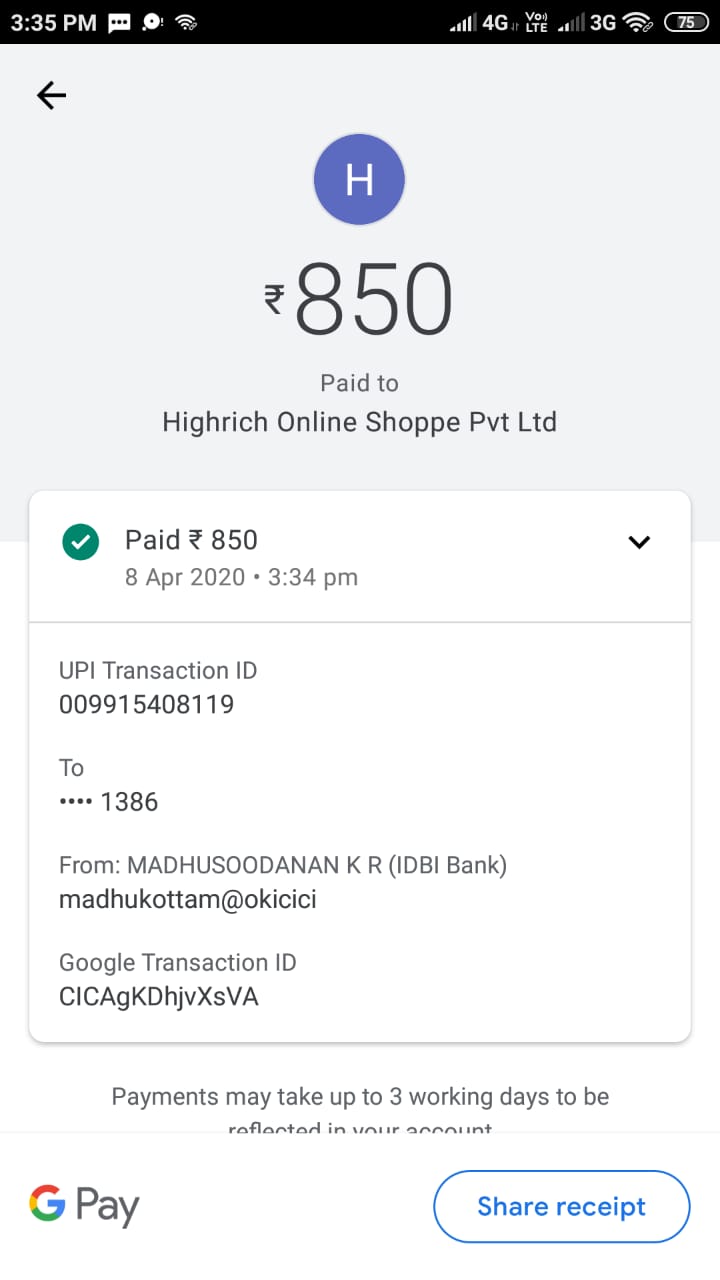 3:35 PM 4G VoLTE 3G 75
H
₹850
Paid to
Highrich Online Shoppe Pvt Ltd
Paid ₹ 850
8 Apr 2020 • 3:34 pm
UPI Transaction ID
009915408119
To
•••• 1386
From: MADHUSOODANAN K R (IDBI Bank)
madhukottam@okicici
Google Transaction ID
CICAgKDhjvXsVA
Payments may take up to 3 working days to be
reflected in your account
G Pay
Share receipt